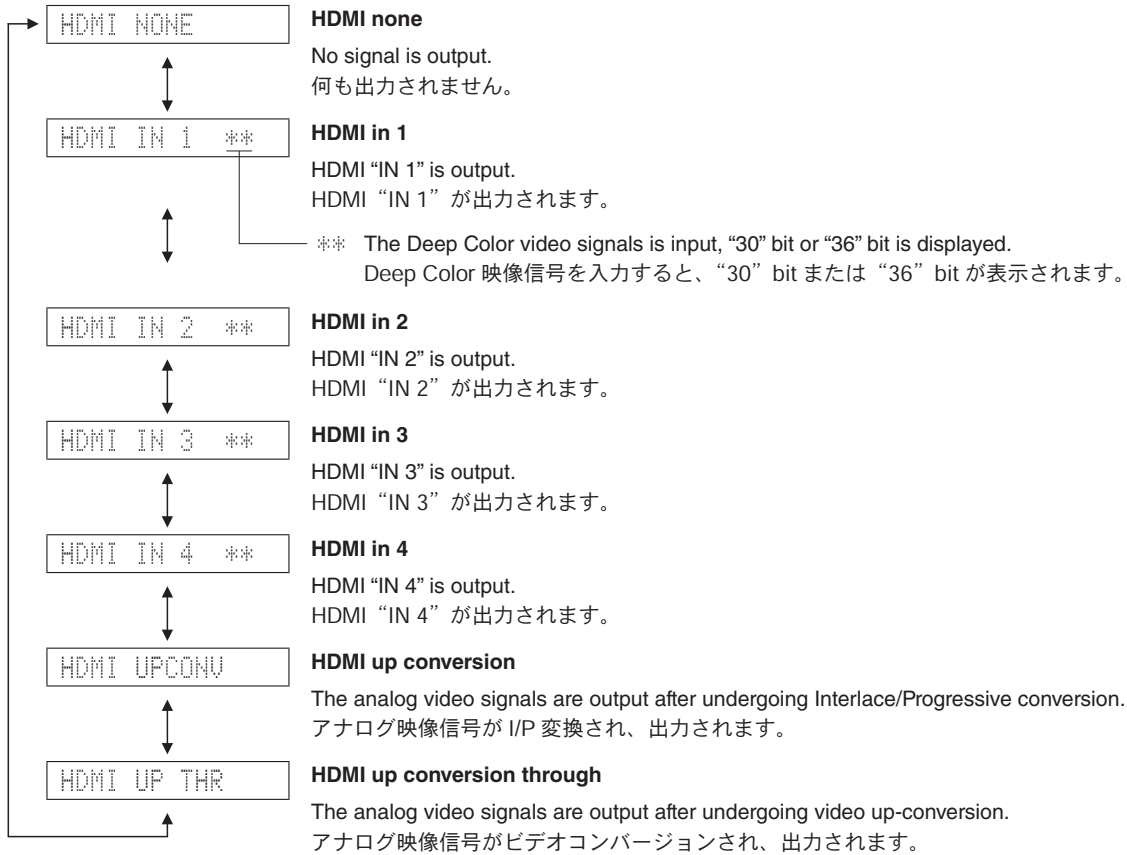 HDMI NONE
HDMI none
No signal is output.
何も出力されません。
HDMI IN 1 **
HDMI in 1
HDMI “IN 1” is output.
HDMI“IN 1”が出力されます。
** The Deep Color video signals is input, “30” bit or “36” bit is displayed.
Deep Color 映像信号を入力すると、“30”bit または“36”bit が表示されます。
HDMI IN 2 **
HDMI in 2
HDMI “IN 2” is output.
HDMI“IN 2”が出力されます。
HDMI IN 3 **
HDMI in 3
HDMI “IN 3” is output.
HDMI“IN 3”が出力されます。
HDMI IN 4 **
HDMI in 4
HDMI “IN 4” is output.
HDMI“IN 4”が出力されます。
HDMI UPCONV
HDMI up conversion
The analog video signals are output after undergoing Interlace/Progressive conversion.
アナログ映像信号が I/P 変換され、出力されます。
HDMI UP THR
HDMI up conversion through
The analog video signals are output after undergoing video up-conversion.
アナログ映像信号がビデオコンバージョンされ、出力されます。